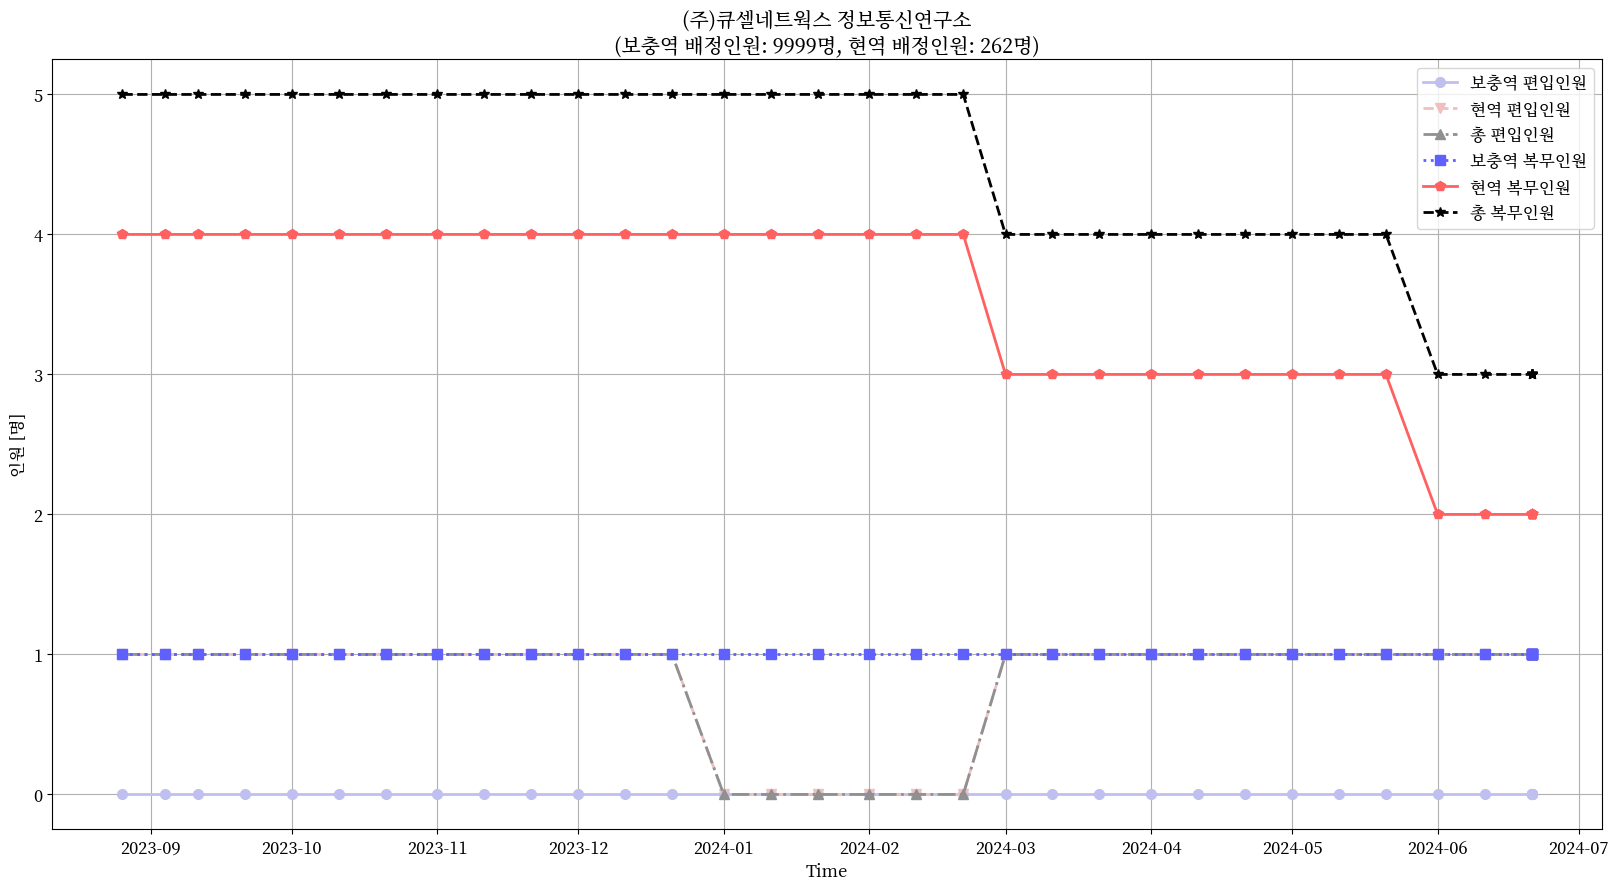 (주)큐셀네트웍스 정보통신연구소
(보충역 배정인원: 9999명, 현역 배정인원: 262명)
보충역 편입인원
현역 편입인원
총 편입인원
보충역 복무인원
현역 복무인원
총 복무인원
인원 [명]
5
4
3
2
1
0
2023-09 2023-10 2023-11 2023-12 2024-01 2024-02 2024-03 2024-04 2024-05 2024-06 2024-07
Time